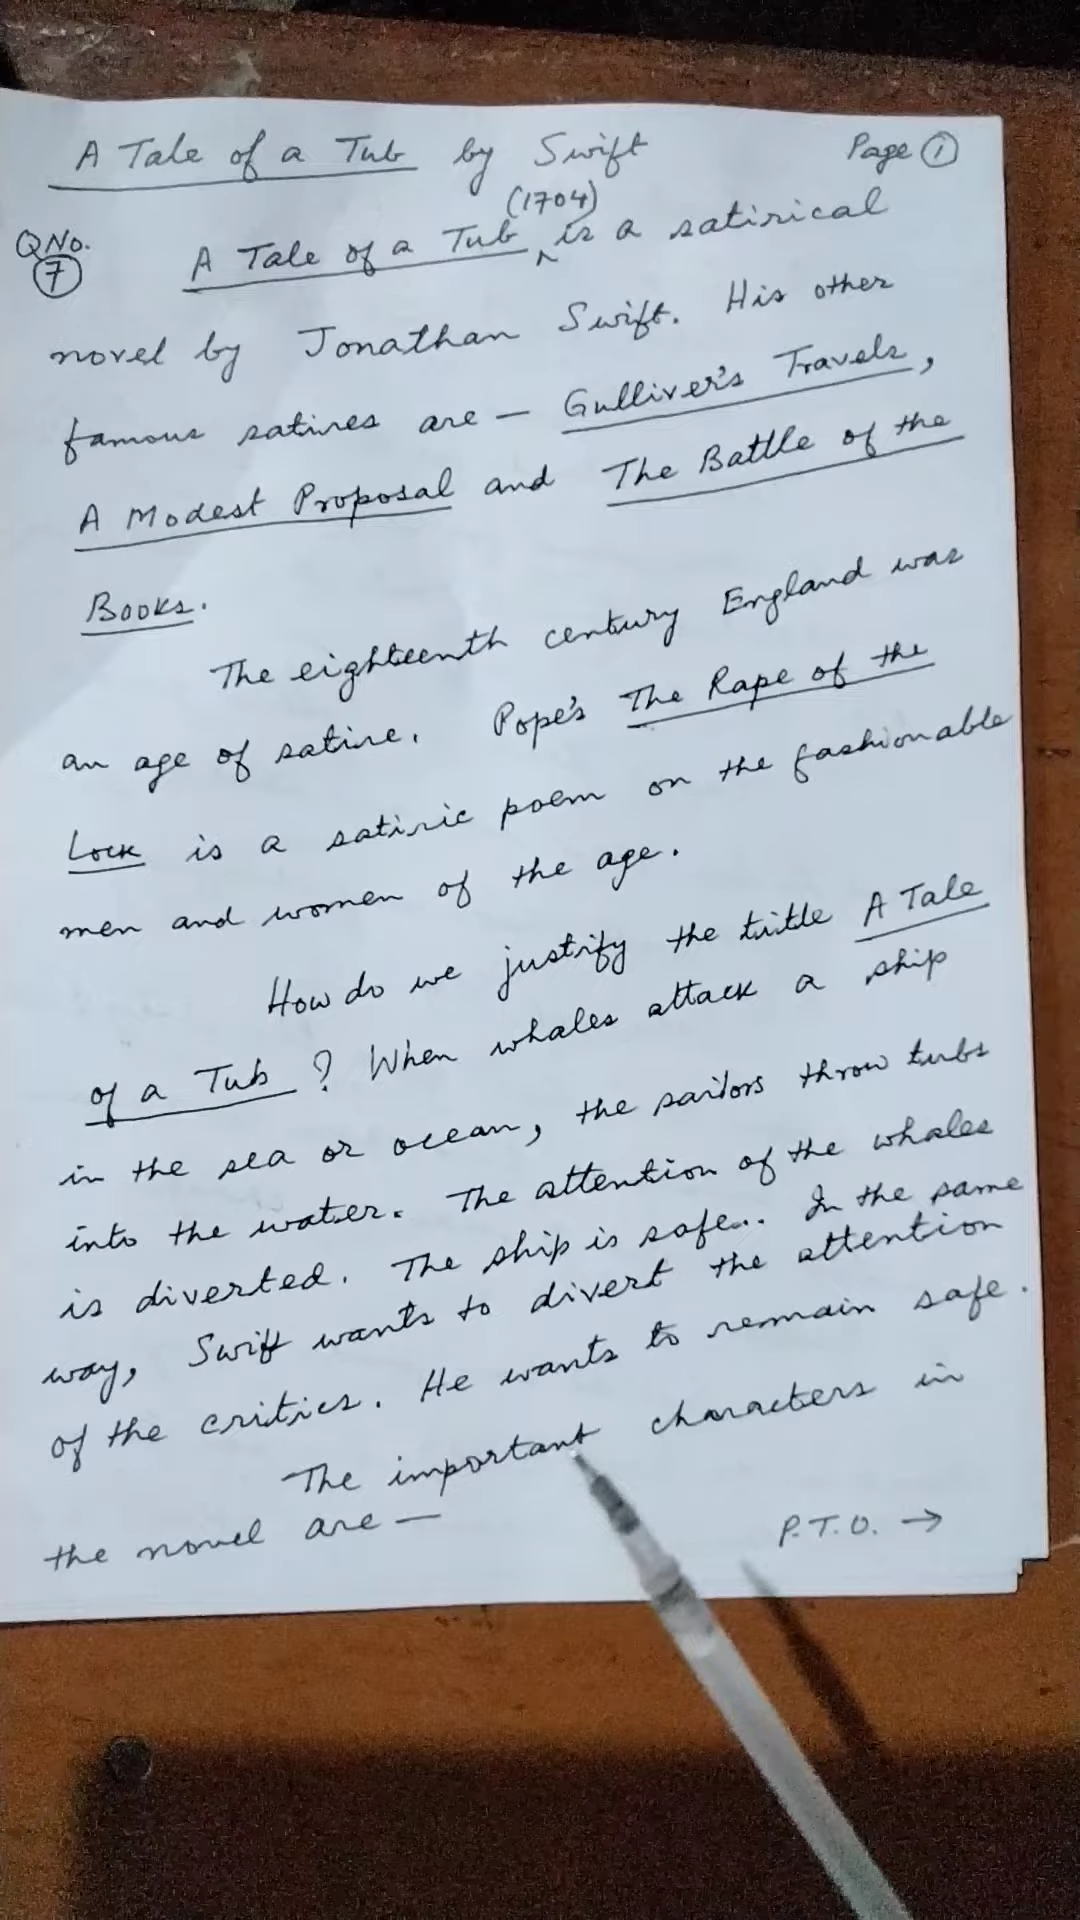 A Tale of a Tub by Swift Page 1
(1704)
Q No. 7 A Tale of a Tub ^ is a satirical
novel by Jonathan Swift. His other
famous satires are — Gulliver's Travels,
A Modest Proposal and The Battle of the
Books.
The eighteenth century England was
an age of satire. Pope's The Rape of the
Lock is a satiric poem on the fashionable
men and women of the age.
How do we justify the tiitle A Tale
of a Tub ? When whales attack a ship
in the sea or ocean, the sailors throw tubs
into the water. The attention of the whales
is diverted. The ship is safe.. In the same
way, Swift wants to divert the attention
of the critics. He wants to remain safe.
The important characters in
the novel are —
P.T.O. →